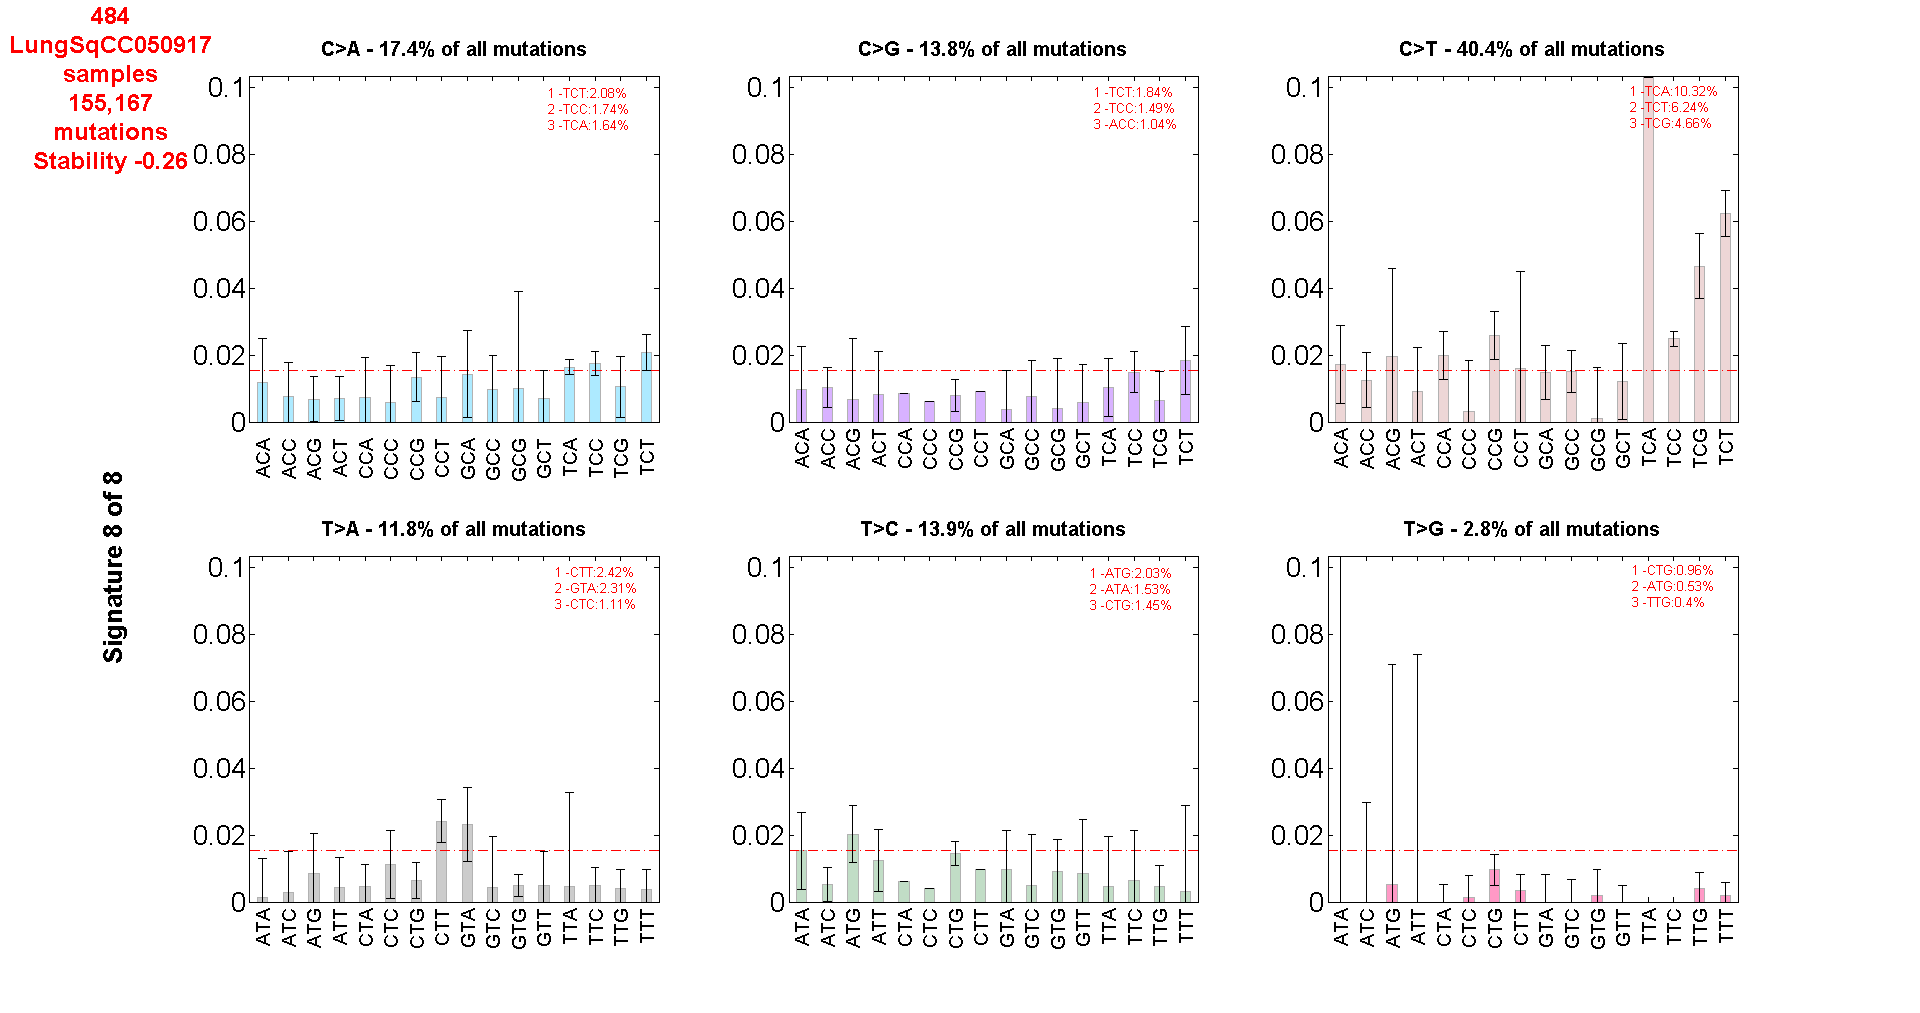 484
LungSqCC050917
samples
155,167
mutations
Stability -0.26
Signature 8 of 8
C>A - 17.4% of all mutations
0.1
0.08
0.06
0.04
0.02
0
1 -TCT:2.08%
2 -TCC:1.74%
3 -TCA:1.64%
ACA ACC ACG ACT CCA CCC CCG CCT GCA GCC GCG GCT TCA TCC TCG TCT
C>G - 13.8% of all mutations
0.1
0.08
0.06
0.04
0.02
0
1 -TCT:1.84%
2 -TCC:1.49%
3 -ACC:1.04%
ACA ACC ACG ACT CCA CCC CCG CCT GCA GCC GCG GCT TCA TCC TCG TCT
C>T - 40.4% of all mutations
0.1
0.08
0.06
0.04
0.02
0
1 -TCA:10.32%
2 -TCT:6.24%
3 -TCG:4.66%
ACA ACC ACG ACT CCA CCC CCG CCT GCA GCC GCG GCT TCA TCC TCG TCT
T>A - 11.8% of all mutations
0.1
0.08
0.06
0.04
0.02
0
1 -CTT:2.42%
2 -GTA:2.31%
3 -CTC:1.11%
ATA ATC ATG ATT CTA CTC CTG CTT GTA GTC GTG GTT TTA TTC TTG TTT
T>C - 13.9% of all mutations
0.1
0.08
0.06
0.04
0.02
0
1 -ATG:2.03%
2 -ATA:1.53%
3 -CTG:1.45%
ATA ATC ATG ATT CTA CTC CTG CTT GTA GTC GTG GTT TTA TTC TTG TTT
T>G - 2.8% of all mutations
0.1
0.08
0.06
0.04
0.02
0
1 -CTG:0.96%
2 -ATG:0.53%
3 -TTG:0.4%
ATA ATC ATG ATT CTA CTC CTG CTT GTA GTC GTG GTT TTA TTC TTG TTT